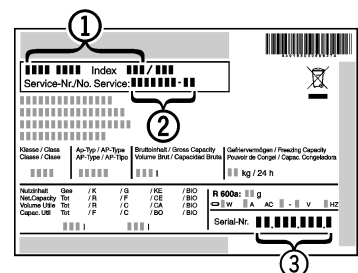 1
Index /
Service-Nr./No. Service: -
2
Klasse / Class
Classe / Clase
Ap-Typ / AP-Type
AP-Type / AP-Tipo
Bruttoinhalt / Gross Capacity
Volume Brut / Capacidad Bruta
Gefriervermögen / Freezing Capacity
Pouvoir de Congel / Capac. Congeladora
l
kg / 24 h
Nutzinhalt Ges / K / G / KE / BIO
Net.Capacity Tot / R / F / CE / BIO
Volume Utile Tot / R / C / CA / BIO
Capac. Util Tot / F / C / BO / BIO
l l
R 600a: g
W A AC - V HZ
Serial-Nr. . . .
3